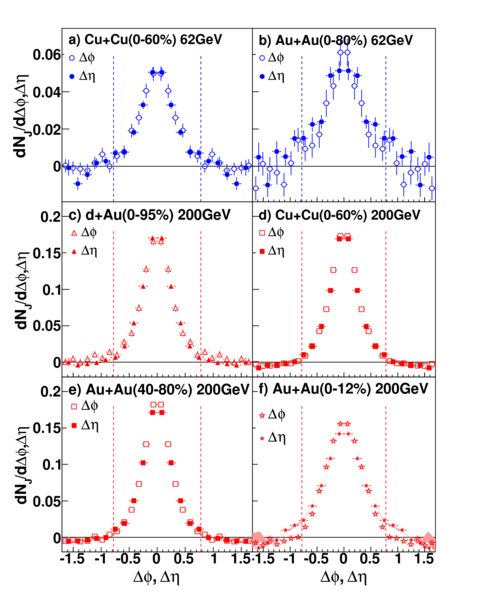 a) Cu+Cu(0-60%) 62GeV
Δϕ
Δη
dN_J/dΔϕ,Δη
0.06
0.04
0.02
0
b) Au+Au(0-80%) 62GeV
Δϕ
Δη
c) d+Au(0-95%) 200GeV
Δϕ
Δη
dN_J/dΔϕ,Δη
0.2
0.15
0.1
0.05
0
d) Cu+Cu(0-60%) 200GeV
Δϕ
Δη
e) Au+Au(40-80%) 200GeV
Δϕ
Δη
dN_J/dΔϕ,Δη
0.2
0.15
0.1
0.05
0
f) Au+Au(0-12%) 200GeV
Δϕ
Δη
-1.5 -1 -0.5 0 0.5 1 1.5
-1.5 -1 -0.5 0 0.5 1 1.5
Δϕ, Δη
Δϕ, Δη